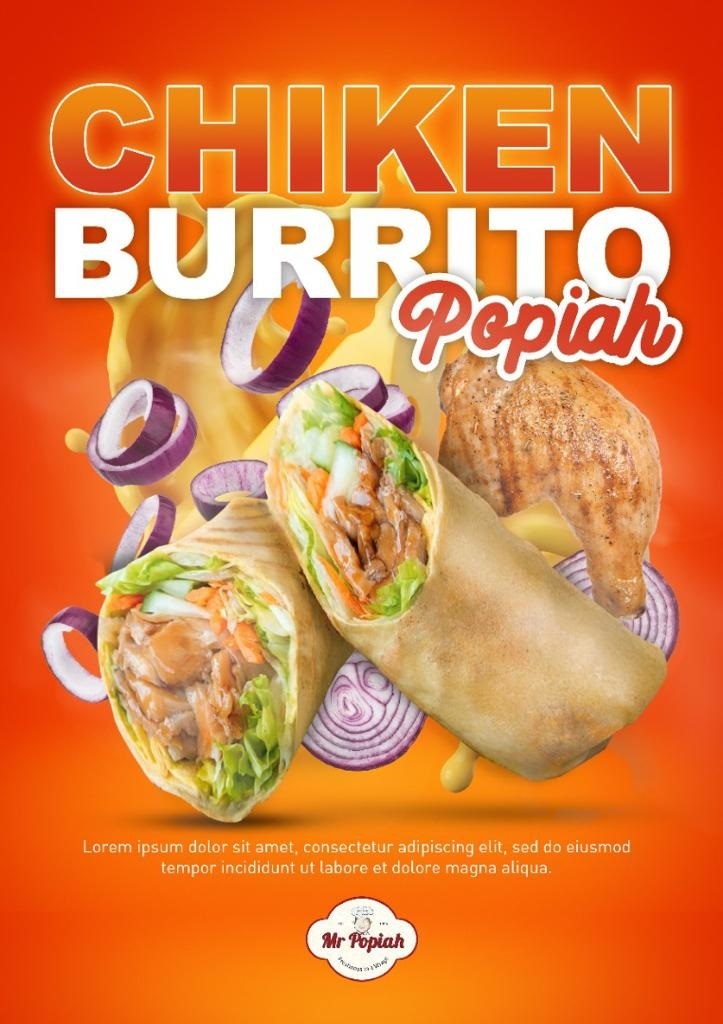 CHIKEN
BURRITO
Popiah
Lorem ipsum dolor sit amet, consectetur adipiscing elit, sed do eiusmod
tempor incididunt ut labore et dolore magna aliqua.
Mr Popiah